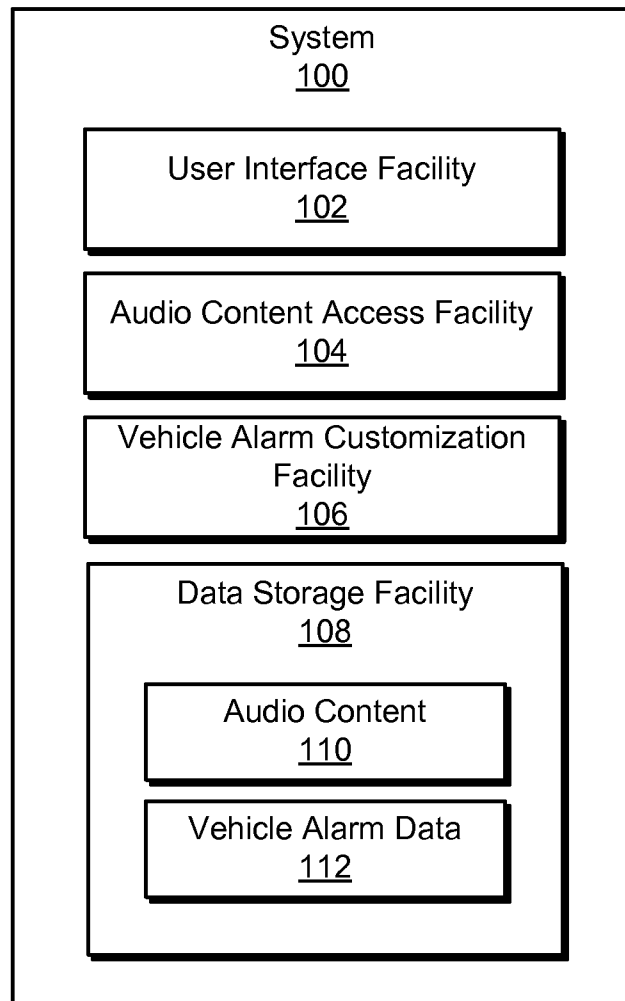 System
100
User Interface Facility
102
Audio Content Access Facility
104
Vehicle Alarm Customization
Facility
106
Data Storage Facility
108
Audio Content
110
Vehicle Alarm Data
112